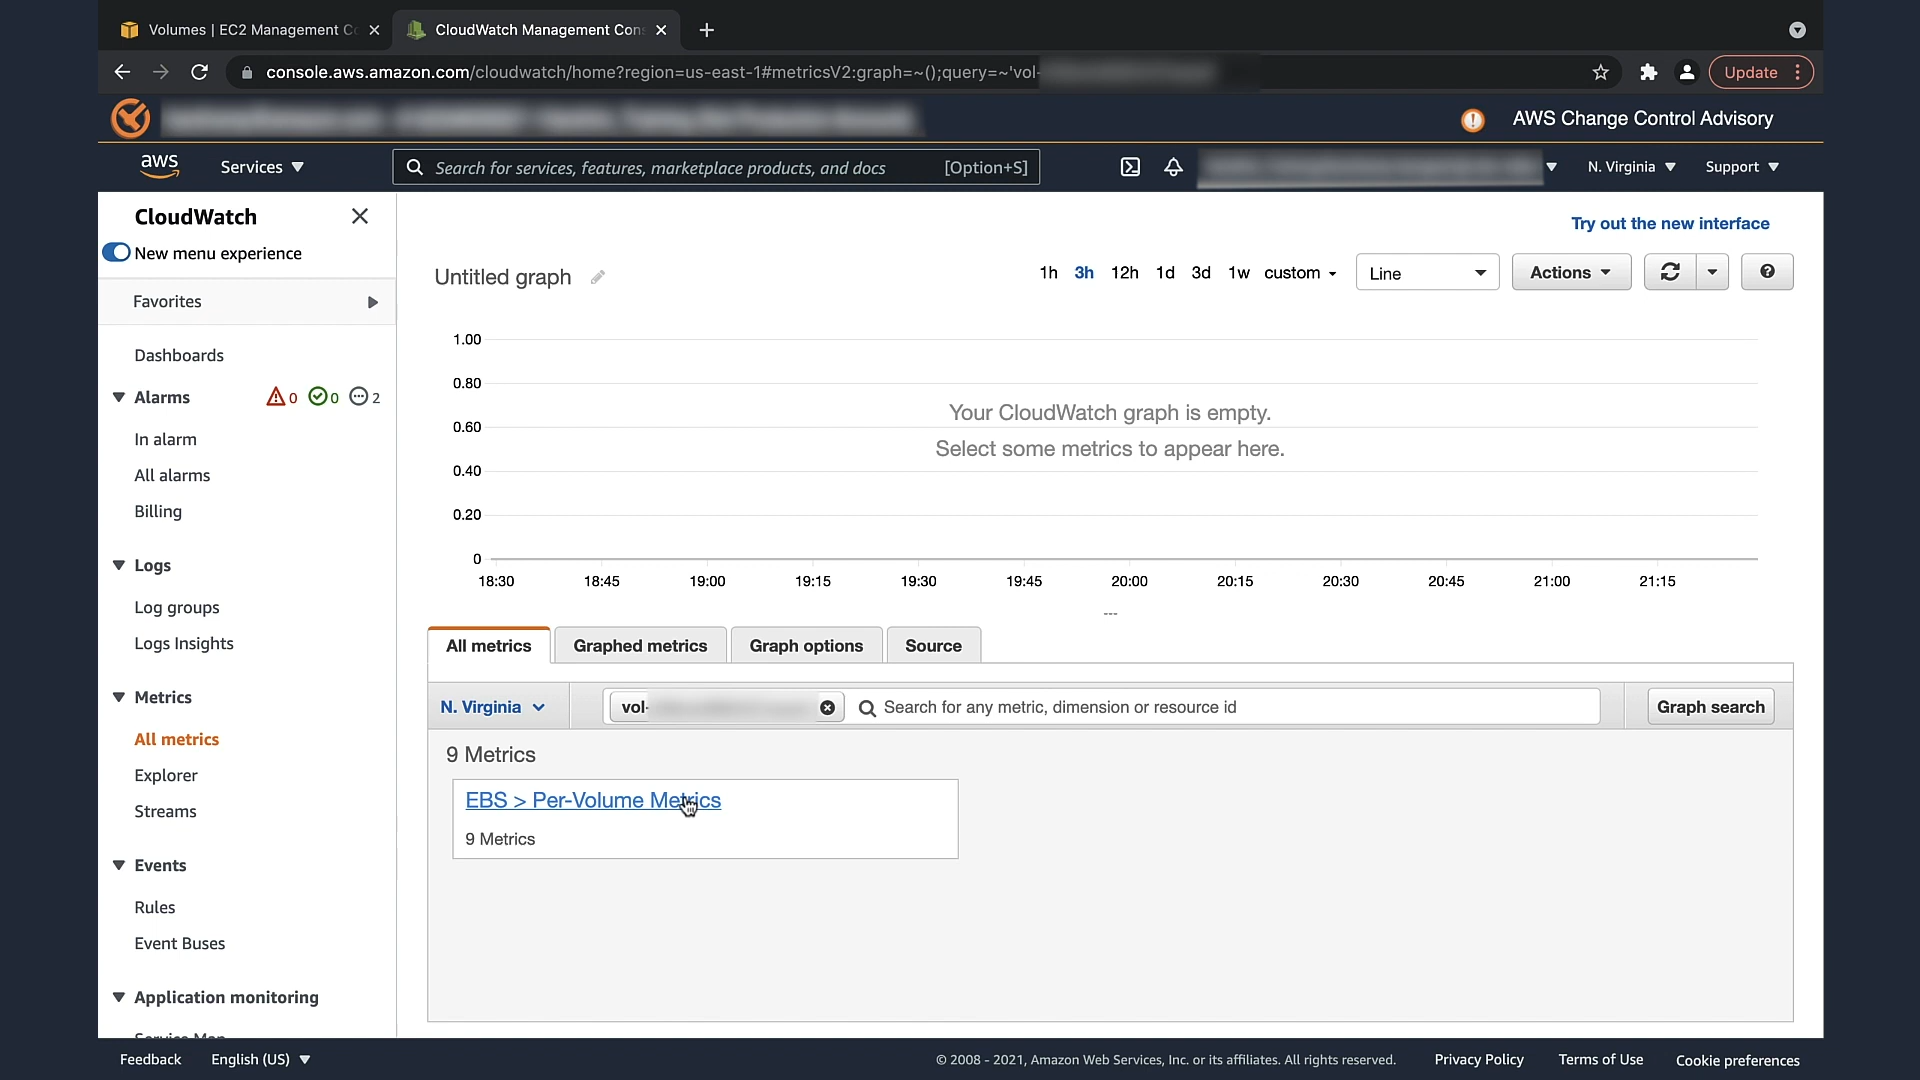 Volumes | EC2 Management Co
CloudWatch Management Con
console.aws.amazon.com/cloudwatch/home?region=us-east-1#metricsV2:graph=~();query=~'vol-
Update
AWS Change Control Advisory
aws
Services
Search for services, features, marketplace products, and docs
[Option+S]
N. Virginia
Support
CloudWatch
New menu experience
Favorites
Dashboards
Alarms
0
0
2
In alarm
All alarms
Billing
Logs
Log groups
Logs Insights
Metrics
All metrics
Explorer
Streams
Events
Rules
Event Buses
Application monitoring
Service Map
Try out the new interface
Untitled graph
1h 3h 12h 1d 3d 1w custom
Line
Actions
1.00
0.80
0.60
0.40
0.20
0
Your CloudWatch graph is empty.
Select some metrics to appear here.
18:30 18:45 19:00 19:15 19:30 19:45 20:00 20:15 20:30 20:45 21:00 21:15
All metrics
Graphed metrics
Graph options
Source
N. Virginia
vol-
Search for any metric, dimension or resource id
Graph search
9 Metrics
EBS > Per-Volume Metrics
9 Metrics
Feedback
English (US)
© 2008 - 2021, Amazon Web Services, Inc. or its affiliates. All rights reserved.
Privacy Policy
Terms of Use
Cookie preferences